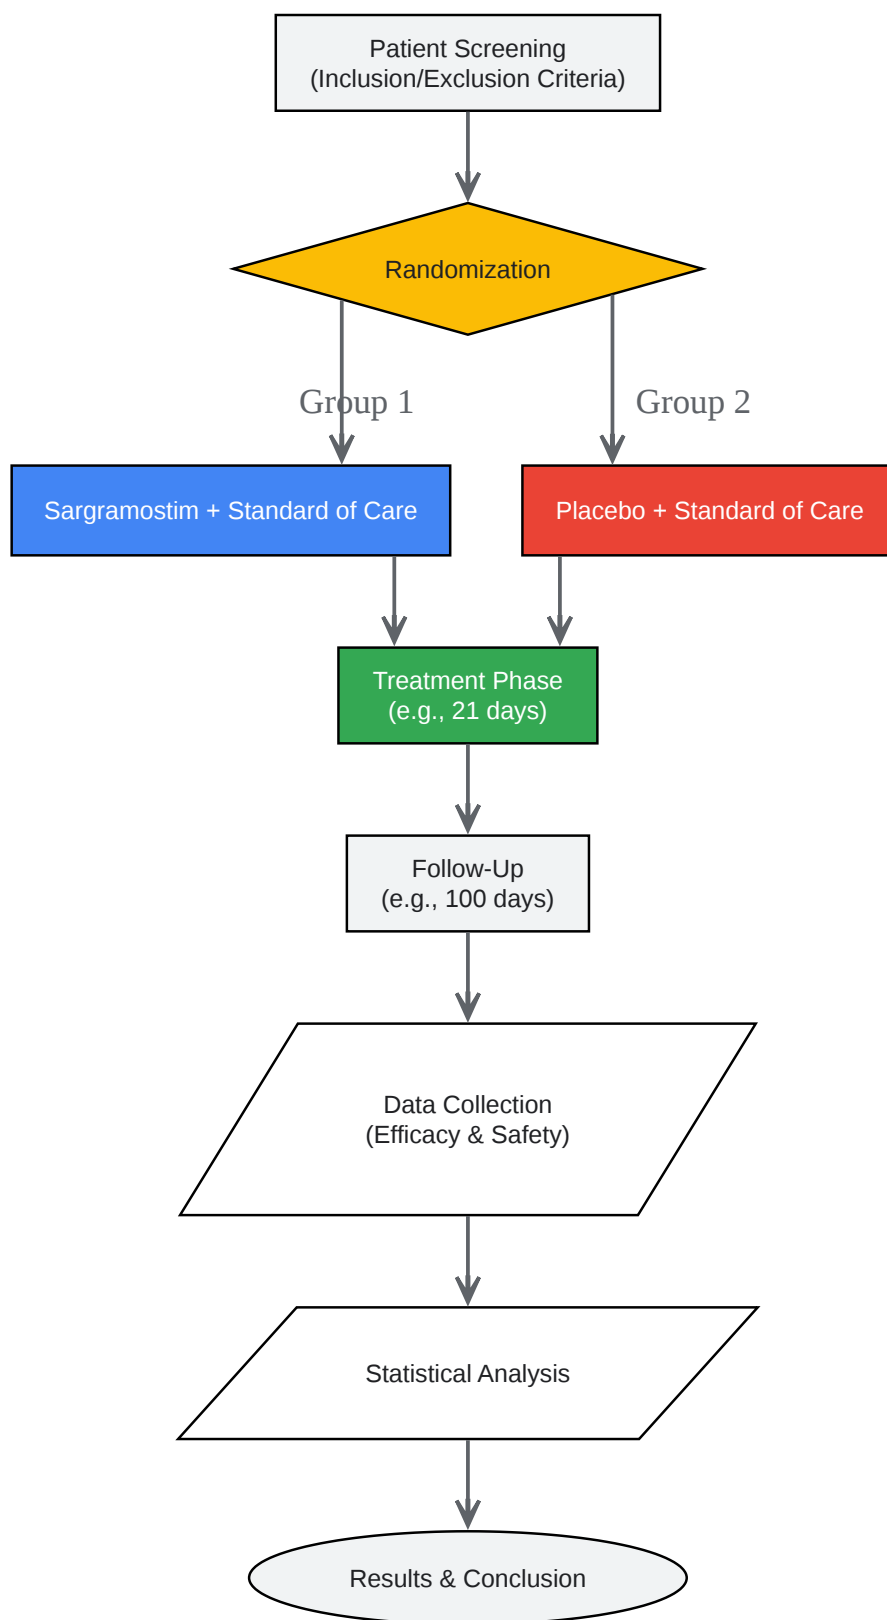 Patient Screening
(Inclusion/Exclusion Criteria)
Randomization
Group 1
Group 2
Sargramostim + Standard of Care
Placebo + Standard of Care
Treatment Phase
(e.g., 21 days)
Follow-Up
(e.g., 100 days)
Data Collection
(Efficacy & Safety)
Statistical Analysis
Results & Conclusion